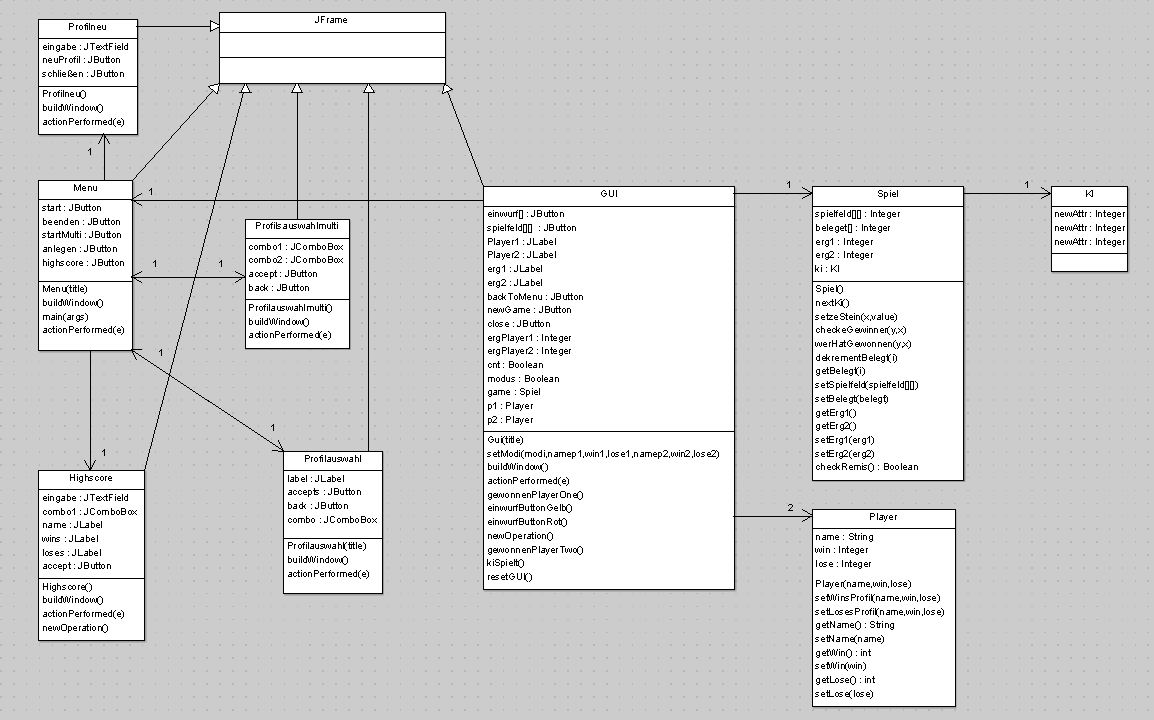 Profilneu
eingabe : JTextField
neuProfil : JButton
schließen : JButton
Profilneu()
buildWindow()
actionPerformed(e)
JFrame
1
Menu
start : JButton
beenden : JButton
startMulti : JButton
anlegen : JButton
highscore : JButton
Menu(title)
buildWindow()
main(args)
actionPerformed(e)
1
1
1
Profilsauswahlmulti
combo1 : JComboBox
combo2 : JComboBox
accept : JButton
back : JButton
Profilauswahlmulti()
buildWindow()
actionPerformed(e)
1
1
1
Highscore
eingabe : JTextField
combo1 : JComboBox
name : JLabel
wins : JLabel
loses : JLabel
accept : JButton
Highscore()
buildWindow()
actionPerformed(e)
newOperation()
Profilauswahl
label : JLabel
accepts : JButton
back : JButton
combo : JComboBox
Profilauswahl(title)
buildWindow()
actionPerformed(e)
GUI
einwurf[] : JButton
spielfeld[][] : JButton
Player1 : JLabel
Player2 : JLabel
erg1 : JLabel
erg2 : JLabel
backToMenu : JButton
newGame : JButton
close : JButton
ergPlayer1 : Integer
ergPlayer2 : Integer
cnt : Boolean
modus : Boolean
game : Spiel
p1 : Player
p2 : Player
Gui(title)
setModi(modi,namep1,win1,lose1,namep2,win2,lose2)
buildWindow()
actionPerformed(e)
gewonnenPlayerOne()
einwurfButtonGelb()
einwurfButtonRot()
newOperation()
gewonnenPlayerTwo()
kiSpielt()
resetGUI()
1
Spiel
spielfeld[][] : Integer
beleget[] : Integer
erg1 : Integer
erg2 : Integer
ki : KI
Spiel()
nextKi()
setzeStein(x,value)
checkeGewinner(y,x)
werHatGewonnen(y,x)
dekrementBelegt(i)
getBelegt(i)
setSpielfeld(spielfeld[][])
setBelegt(belegt)
getErg1()
getErg2()
setErg1(erg1)
setErg2(erg2)
checkRemis() : Boolean
1
KI
newAttr : Integer
newAttr : Integer
newAttr : Integer
2
Player
name : String
win : Integer
lose : Integer
Player(name,win,lose)
setWinsProfil(name,win,lose)
setLosesProfil(name,win,lose)
getName() : String
setName(name)
getWin() : int
setWin(win)
getLose() : int
setLose(lose)